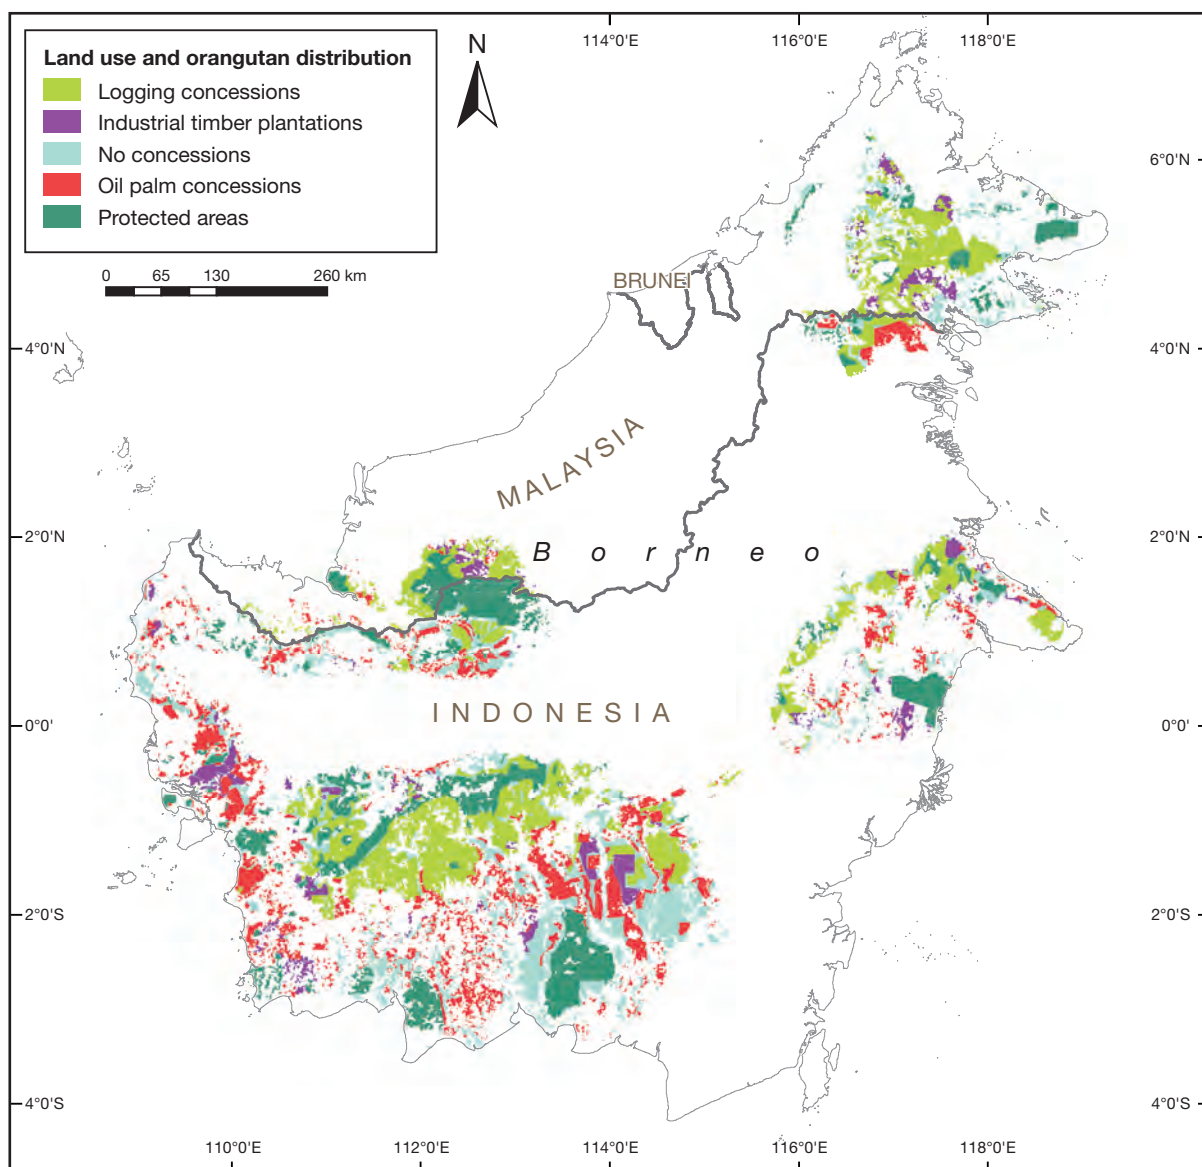 114°0'E 116°0'E 118°0'E
Land use and orangutan distribution
Logging concessions
Industrial timber plantations
No concessions
Oil palm concessions
Protected areas
N
0 65 130 260 km
6°0'N
BRUNEI
4°0'N 4°0'N
MALAYSIA
2°0'N 2°0'N
Borneo
INDONESIA
0°0' 0°0'
2°0'S 2°0'S
4°0'S 4°0'S
110°0'E 112°0'E 114°0'E 116°0'E 118°0'E